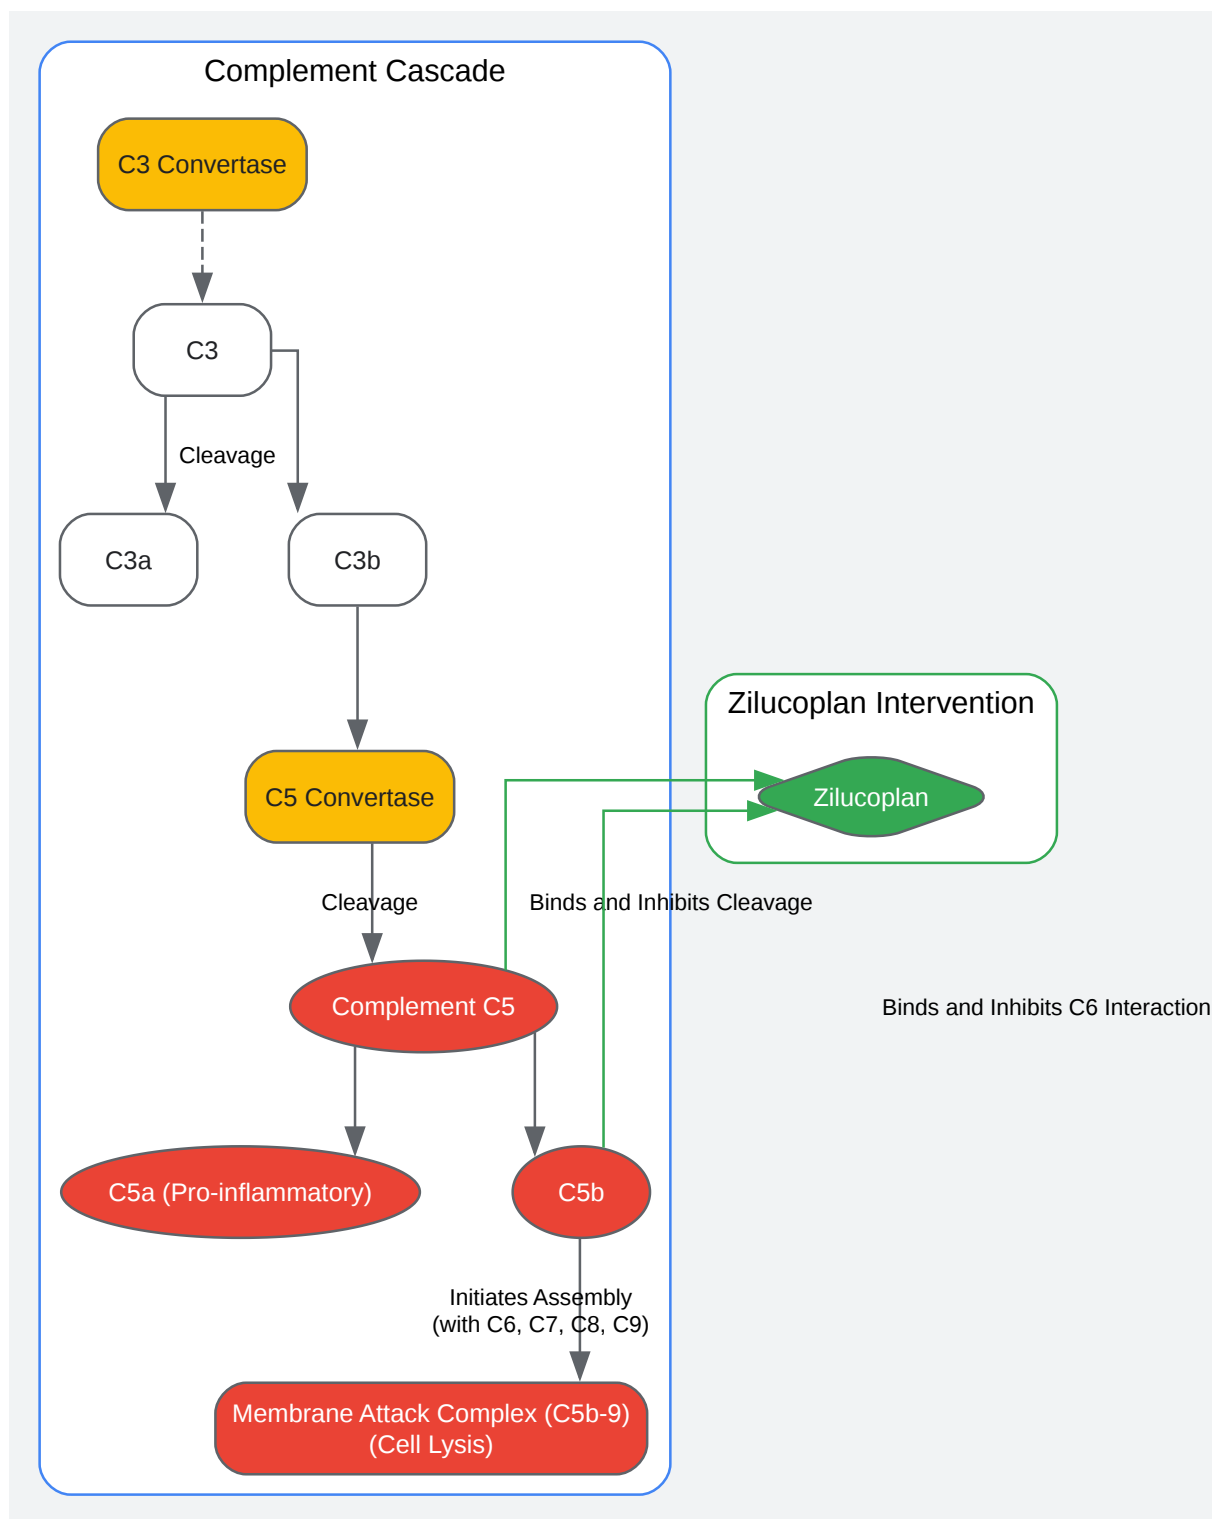 Complement Cascade
C3 Convertase
C3
Cleavage
C3a
C3b
Zilucoplan Intervention
C5 Convertase
Zilucoplan
Cleavage
Binds and Inhibits Cleavage
Complement C5
Binds and Inhibits C6 Interaction
C5a (Pro-inflammatory)
C5b
Initiates Assembly
(with C6, C7, C8, C9)
Membrane Attack Complex (C5b-9)
(Cell Lysis)